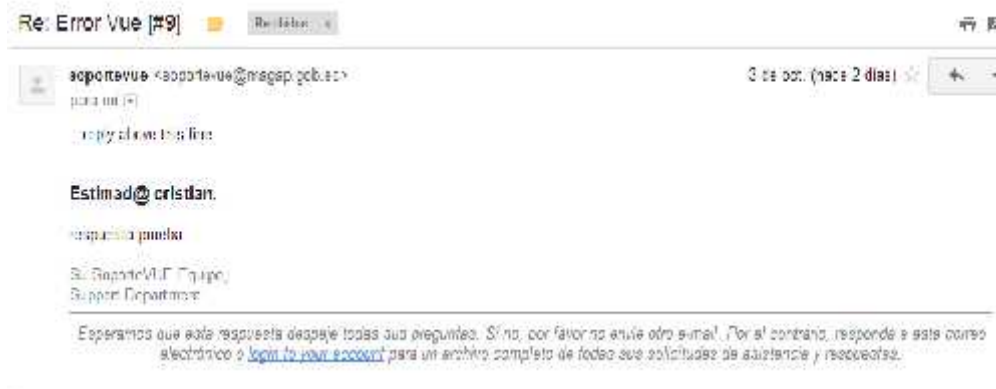 Re: Error Vue [#9] Recibidos x
soportevue <soportevue@magap.gob.ec> 3 de oct. (hace 2 días)
para mí
reply above this line
Estimad@ cristian,
respuesta prueba
Su SoporteVUE Equipo,
Support Department
Esperamos que esta respuesta despeje todas sus preguntas. Si no, por favor no envíe otro e-mail. Por el contrario, responde a este correo
electrónico o login to your account para un archivo completo de todas sus solicitudes de asistencia y respuestas.